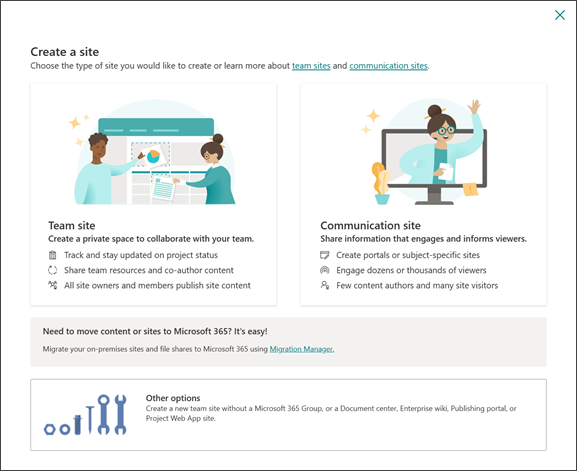 Create a site
Choose the type of site you would like to create or learn more about team sites and communication sites.
Team site
Create a private space to collaborate with your team.
Track and stay updated on project status
Share team resources and co-author content
All site owners and members publish site content
Communication site
Share information that engages and informs viewers.
Create portals or subject-specific sites
Engage dozens or thousands of viewers
Few content authors and many site visitors
Need to move content or sites to Microsoft 365? It's easy!
Migrate your on-premises sites and file shares to Microsoft 365 using Migration Manager.
Other options
Create a new team site without a Microsoft 365 Group, or a Document center, Enterprise wiki, Publishing portal, or
Project Web App site.